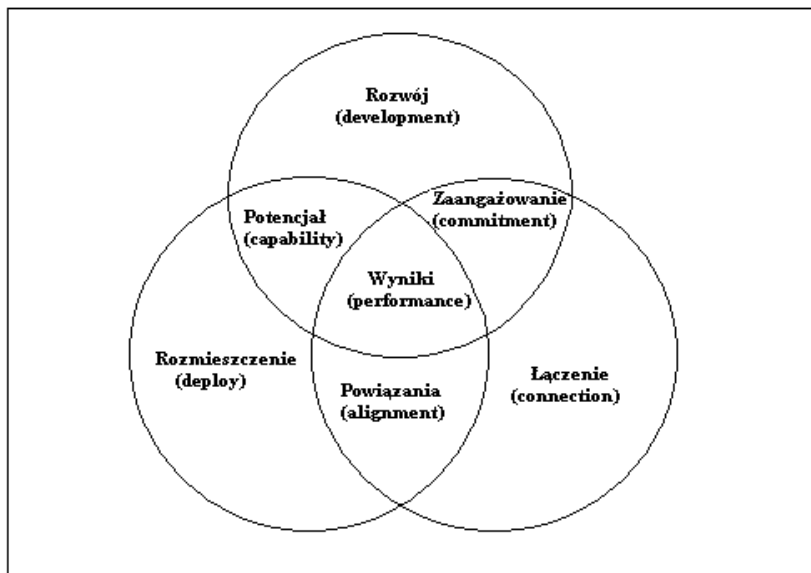 Rozwój
(development)
Potencjał
(capability)
Zaangażowanie
(commitment)
Wyniki
(performance)
Rozmieszczenie
(deploy)
Powiązania
(alignment)
Łączenie
(connection)